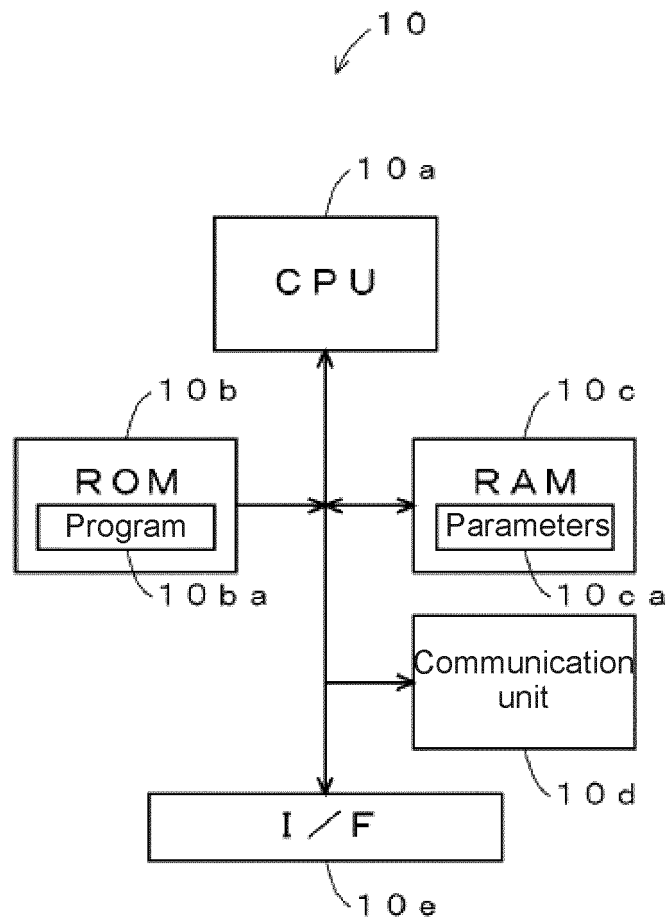 10
10a
CPU
10b
10c
ROM
RAM
Program
Parameters
10ba
10ca
Communication
unit
10d
I/F
10e